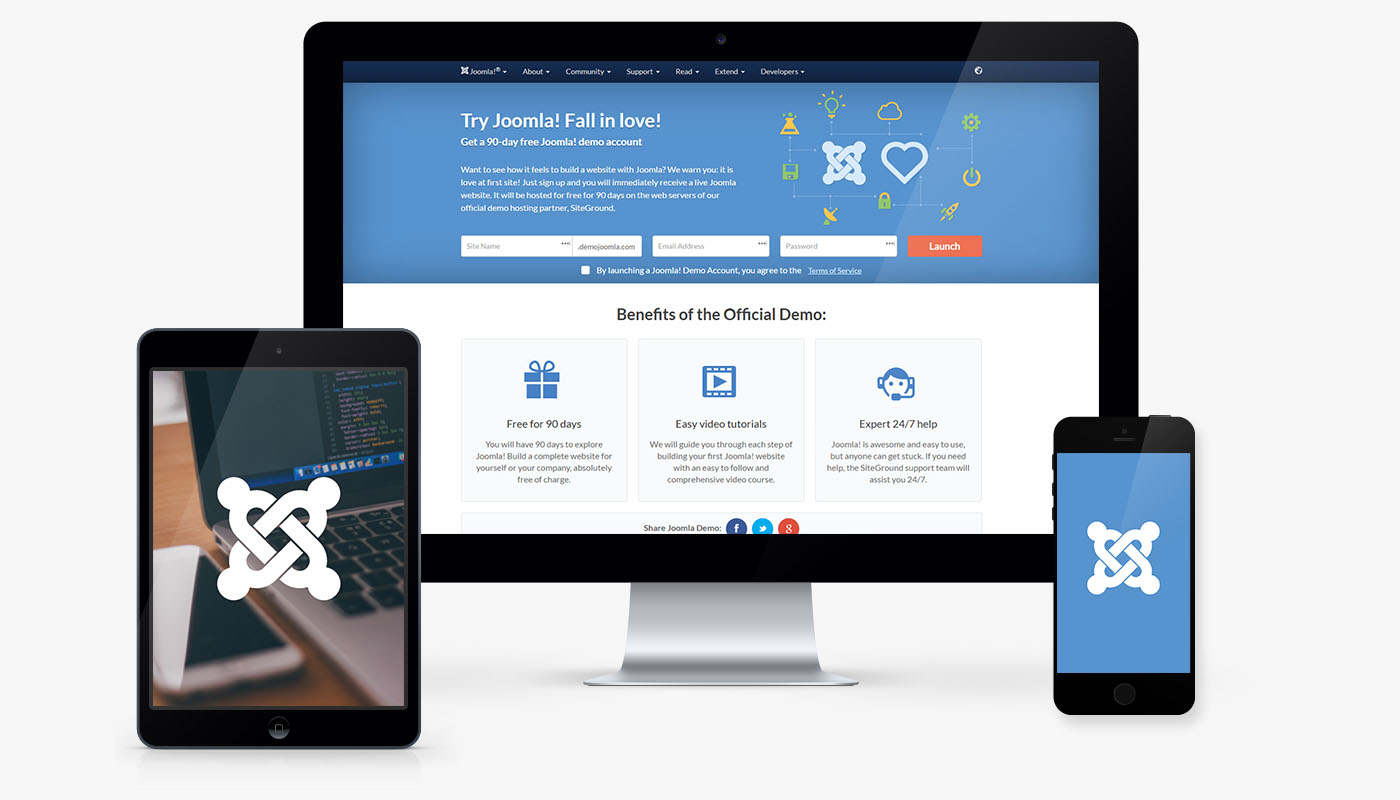 Joomla!®
About
Community
Support
Read
Extend
Developers
Try Joomla! Fall in love!
Get a 90-day free Joomla! demo account
Want to see how it feels to build a website with Joomla? We warn you: it is
love at first site! Just sign up and you will immediately receive a live Joomla
website. It will be hosted for free for 90 days on the web servers of our
official demo hosting partner, SiteGround.
Site Name
.demojoomla.com
Email Address
Password
Launch
By launching a Joomla! Demo Account, you agree to the Terms of Service
Benefits of the Official Demo:
Free for 90 days
You will have 90 days to explore
Joomla! Build a complete website for
yourself or your company, absolutely
free of charge.
Easy video tutorials
We will guide you through each step of
building your first Joomla! website
with an easy to follow and
comprehensive video course.
Expert 24/7 help
Joomla! is awesome and easy to use,
but anyone can get stuck. If you need
help, the SiteGround support team will
assist you 24/7.
Share Joomla Demo: